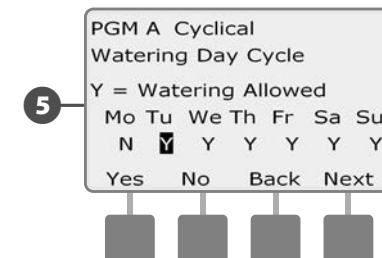 PGM A Cyclical
Watering Day Cycle
Y = Watering Allowed
5
Mo Tu We Th Fr Sa Su
N Y Y Y Y Y Y
Yes No Back Next